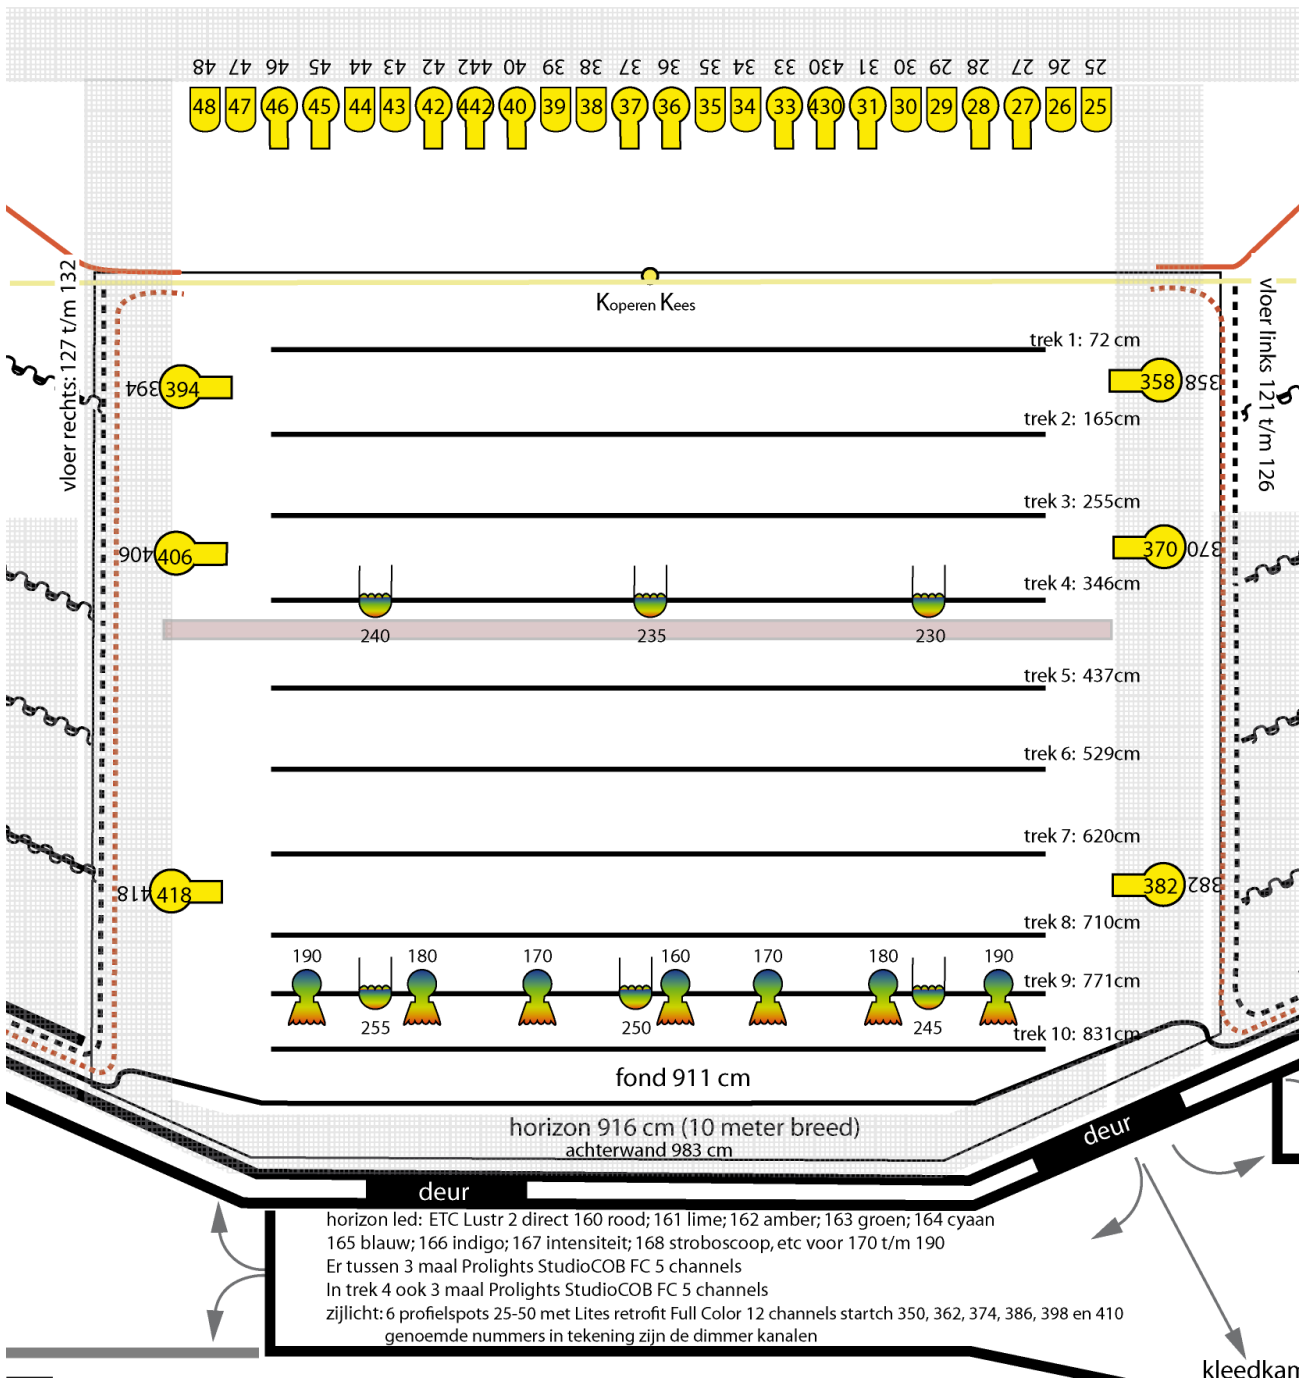 48 47 46 45 44 43 42 442 40 39 38 37 36 35 34 33 430 31 30 29 28 27 26 25
48 47 46 45 44 43 42 442 40 39 38 37 36 35 34 33 430 31 30 29 28 27 26 25
vloer rechts: 127 t/m 132
vloer links 121 t/m 126
Koperen Kees
trek 1: 72 cm
394 394
358 358
trek 2: 165cm
trek 3: 255cm
406 406
370 370
trek 4: 346cm
240 235 230
trek 5: 437cm
trek 6: 529cm
trek 7: 620cm
418 418
382 382
trek 8: 710cm
190 180 170 160 170 180 190
trek 9: 771cm
255 250 245
trek 10: 831cm
fond 911 cm
horizon 916 cm (10 meter breed)
achterwand 983 cm
deur
deur
horizon led: ETC Lustr 2 direct 160 rood; 161 lime; 162 amber; 163 groen; 164 cyaan
165 blauw; 166 indigo; 167 intensiteit; 168 stroboscoop, etc voor 170 t/m 190
Er tussen 3 maal Prolights StudioCOB FC 5 channels
In trek 4 ook 3 maal Prolights StudioCOB FC 5 channels
zijlicht: 6 profielspots 25-50 met Lites retrofit Full Color 12 channels startch 350, 362, 374, 386, 398 en 410
genoemde nummers in tekening zijn de dimmer kanalen
kleedkam